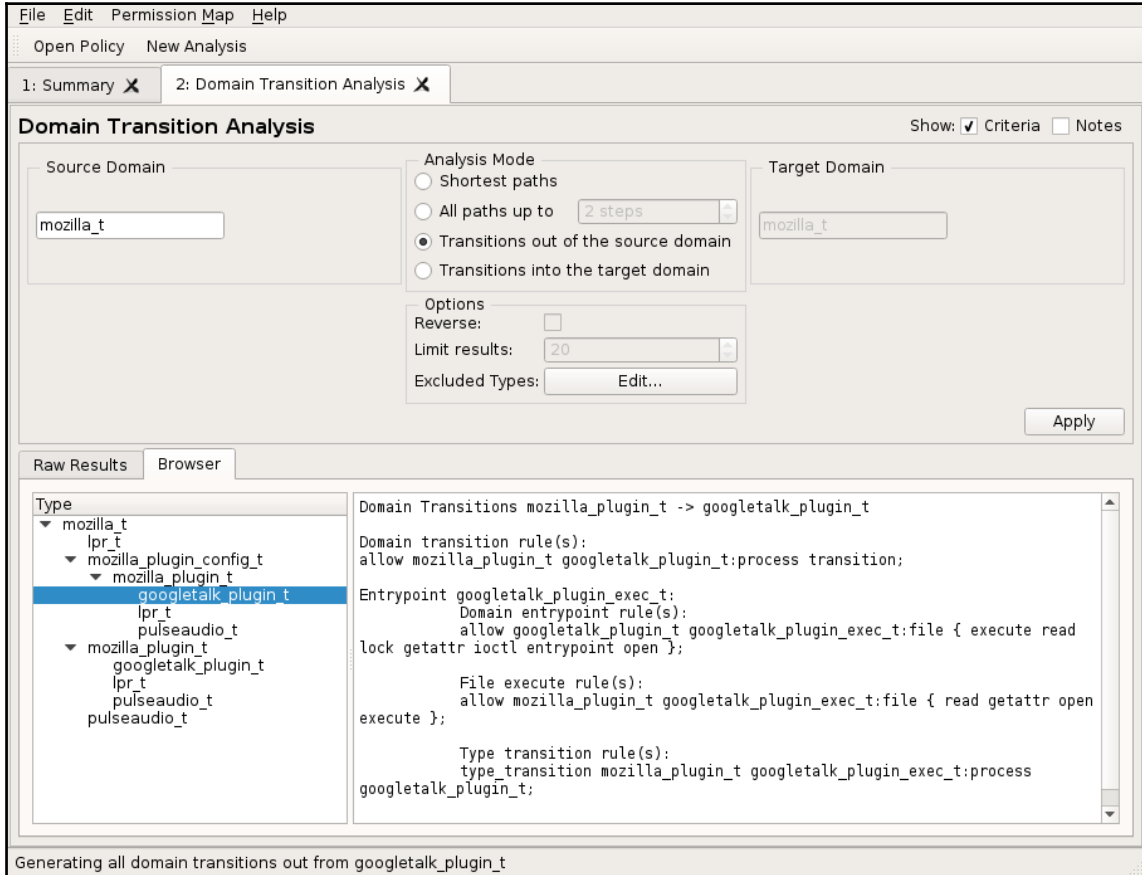 File Edit Permission Map Help
Open Policy New Analysis
1: Summary 2: Domain Transition Analysis
Domain Transition Analysis
Show: Criteria Notes
Source Domain
mozilla_t
Analysis Mode
Shortest paths
All paths up to 2 steps
Transitions out of the source domain
Transitions into the target domain
Target Domain
mozilla_t
Options
Reverse:
Limit results: 20
Excluded Types: Edit...
Apply
Raw Results Browser
Type
mozilla_t
lpr_t
mozilla_plugin_config_t
mozilla_plugin_t
googletalk_plugin_t
lpr_t
pulseaudio_t
mozilla_plugin_t
googletalk_plugin_t
lpr_t
pulseaudio_t
pulseaudio_t
Domain Transitions mozilla_plugin_t -> googletalk_plugin_t
Domain transition rule(s):
allow mozilla_plugin_t googletalk_plugin_t:process transition;
Entrypoint googletalk_plugin_exec_t:
Domain entrypoint rule(s):
allow googletalk_plugin_t googletalk_plugin_exec_t:file { execute read
lock getattr ioctl entrypoint open };
File execute rule(s):
allow mozilla_plugin_t googletalk_plugin_exec_t:file { read getattr open
execute };
Type transition rule(s):
type_transition mozilla_plugin_t googletalk_plugin_exec_t:process
googletalk_plugin_t;
Generating all domain transitions out from googletalk_plugin_t